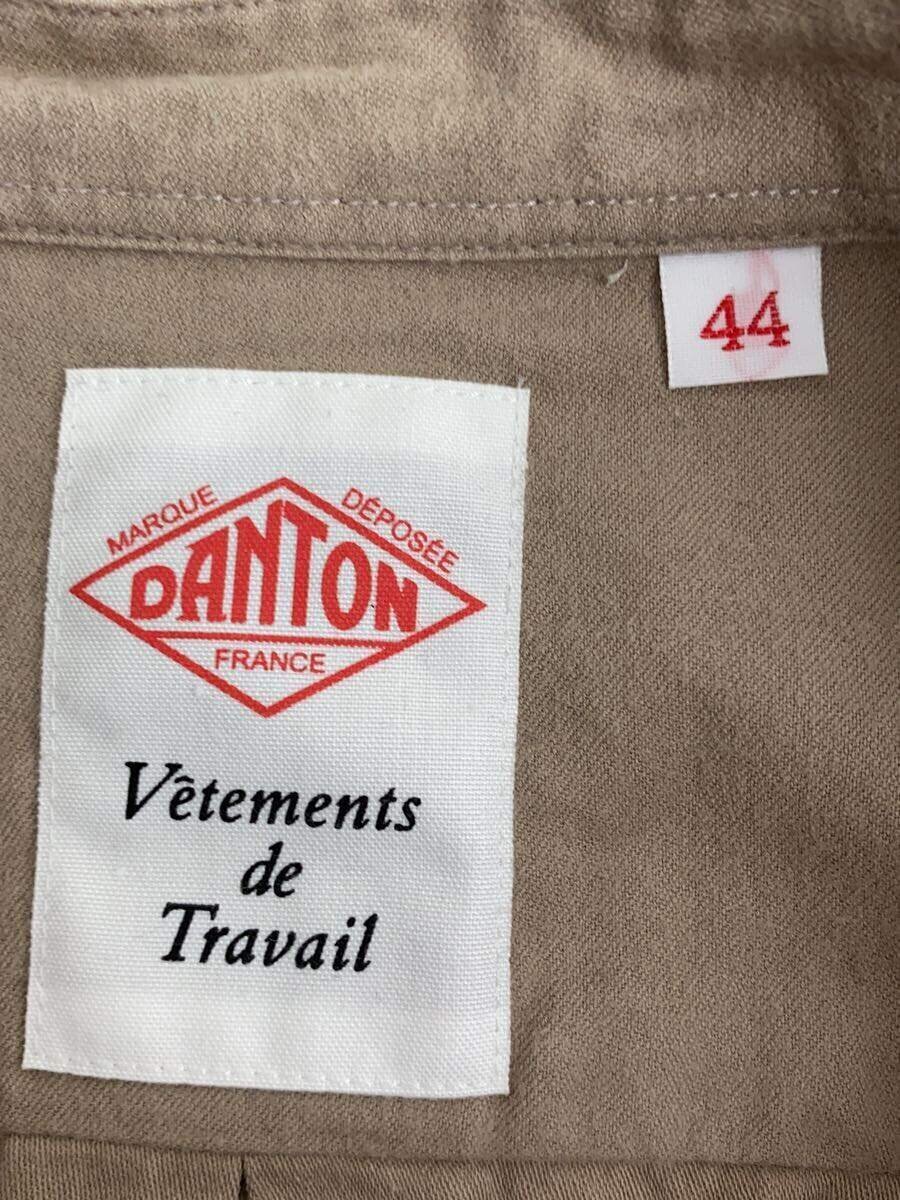 44
MARQUE DÉPOSÉE
DANTON
FRANCE
Vêtements
de
Travail